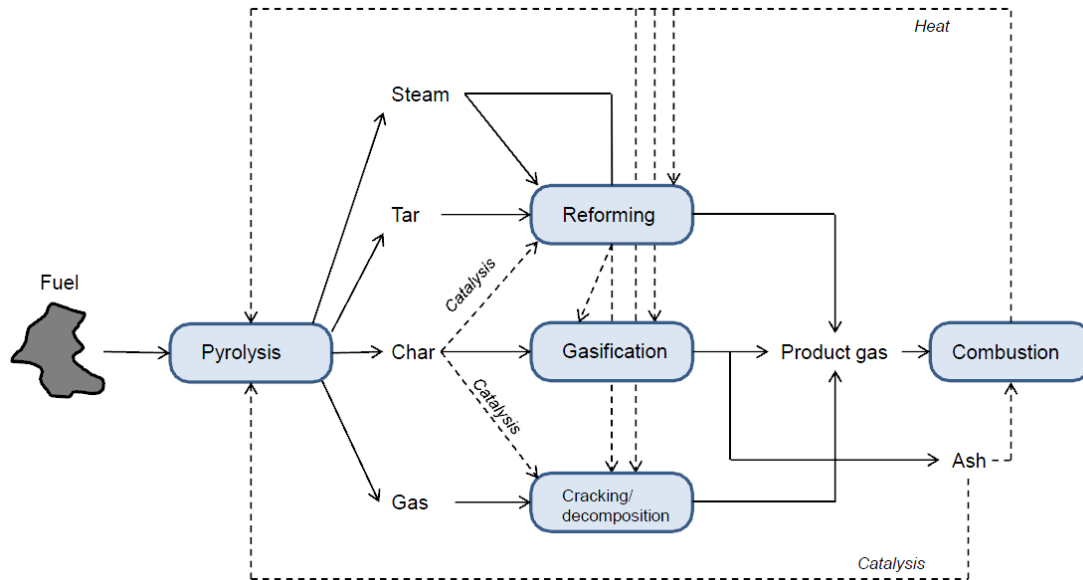 Heat
Steam
Tar
Reforming
Catalysis
Fuel
Pyrolysis
Char
Gasification
Product gas
Combustion
Catalysis
Ash
Gas
Cracking/
decomposition
Catalysis